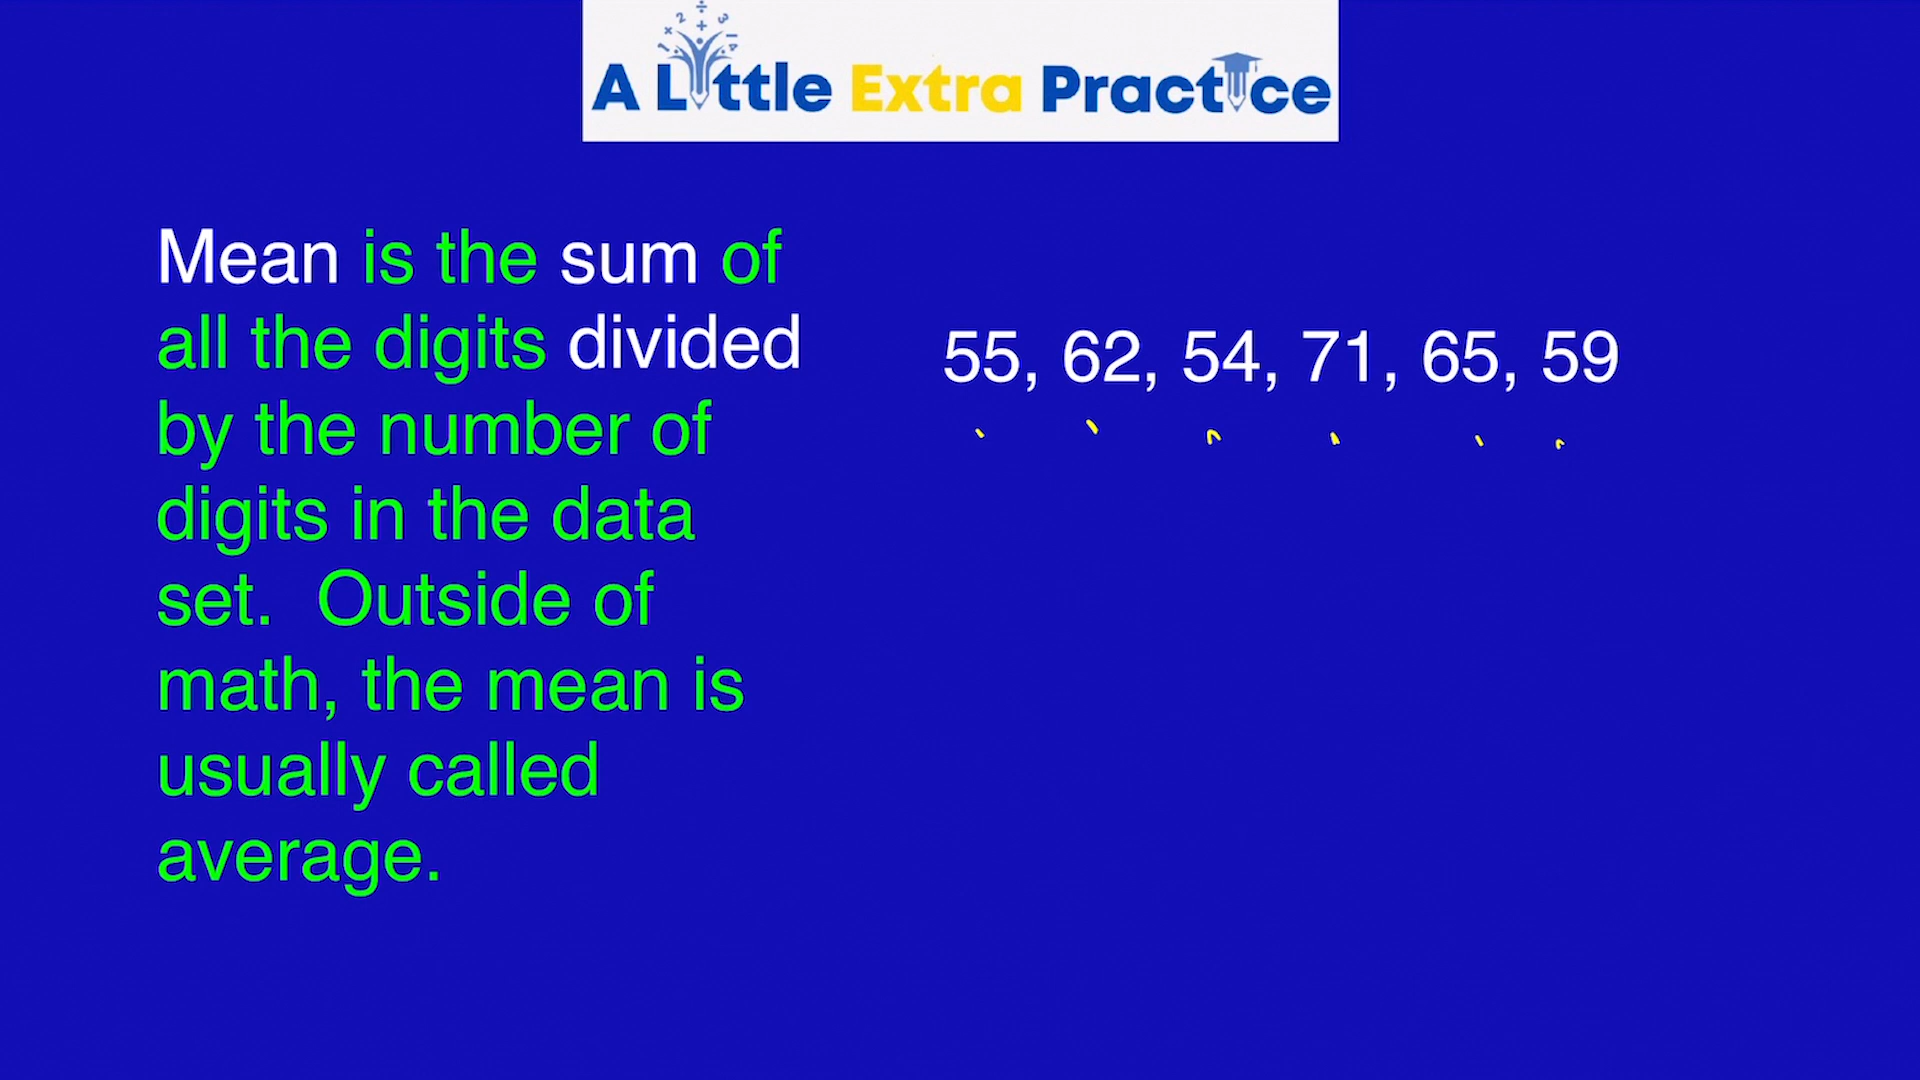 A Little Extra Practice
Mean is the sum of
all the digits divided
by the number of
digits in the data
set. Outside of
math, the mean is
usually called
average.
55, 62, 54, 71, 65, 59